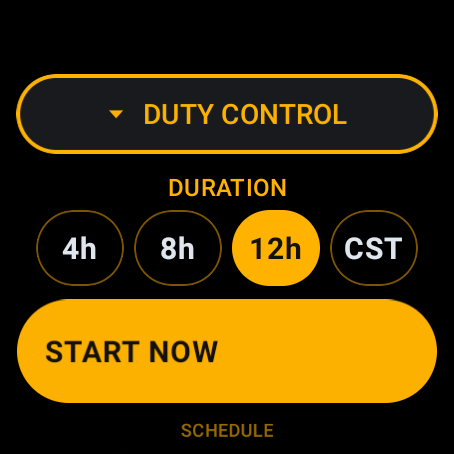 DUTY CONTROL
DURATION
4h 8h 12h CST
START NOW
SCHEDULE